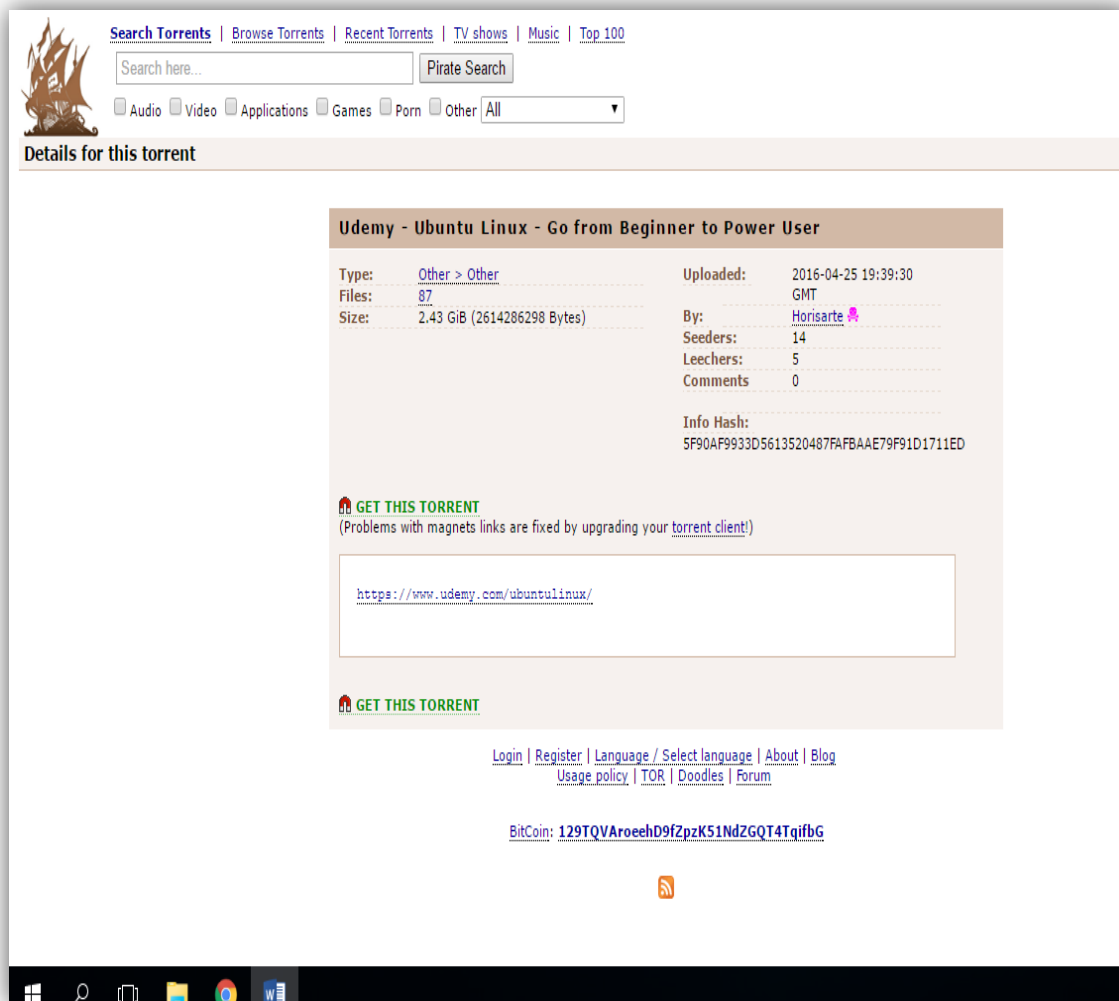 Search Torrents | Browse Torrents | Recent Torrents | TV shows | Music | Top 100
Search here... Pirate Search
Audio Video Applications Games Porn Other All
Details for this torrent
Udemy - Ubuntu Linux - Go from Beginner to Power User
Type: Other > Other
Files: 87
Size: 2.43 GiB (2614286298 Bytes)
Uploaded: 2016-04-25 19:39:30
GMT
By: Horisarte
Seeders: 14
Leechers: 5
Comments 0
Info Hash:
5F90AF9933D5613520487FAFBAAE79F91D1711ED
GET THIS TORRENT
(Problems with magnets links are fixed by upgrading your torrent client!)
https://www.udemy.com/ubuntulinux/
GET THIS TORRENT
Login | Register | Language / Select language | About | Blog
Usage policy | TOR | Doodles | Forum
BitCoin: 129TQVAroeehD9fZpzK51NdZGQT4TqifbG